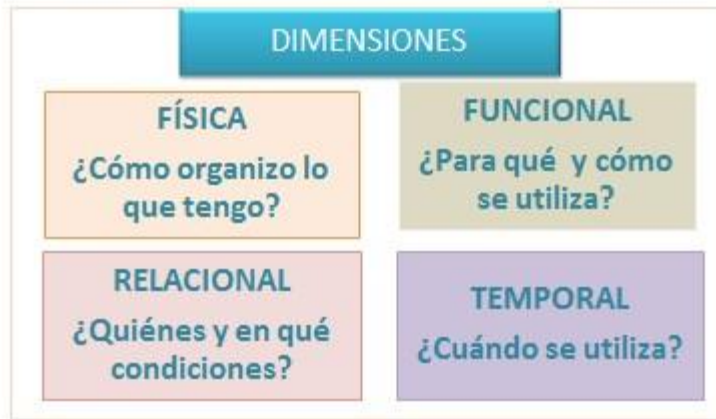 DIMENSIONES
FÍSICA
¿Cómo organizo lo
que tengo?
FUNCIONAL
¿Para qué y cómo
se utiliza?
RELACIONAL
¿Quiénes y en qué
condiciones?
TEMPORAL
¿Cuándo se utiliza?